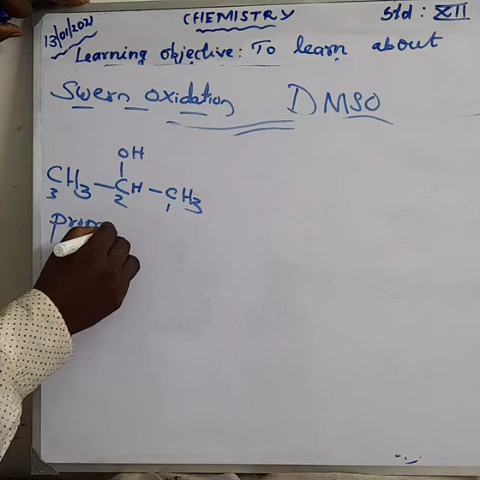 13/01/2021
CHEMISTRY
Std : XII
Learning objective: To learn about
Swern oxidation DMSO
OH
CH3 – CH – CH3
3 2 1
prop